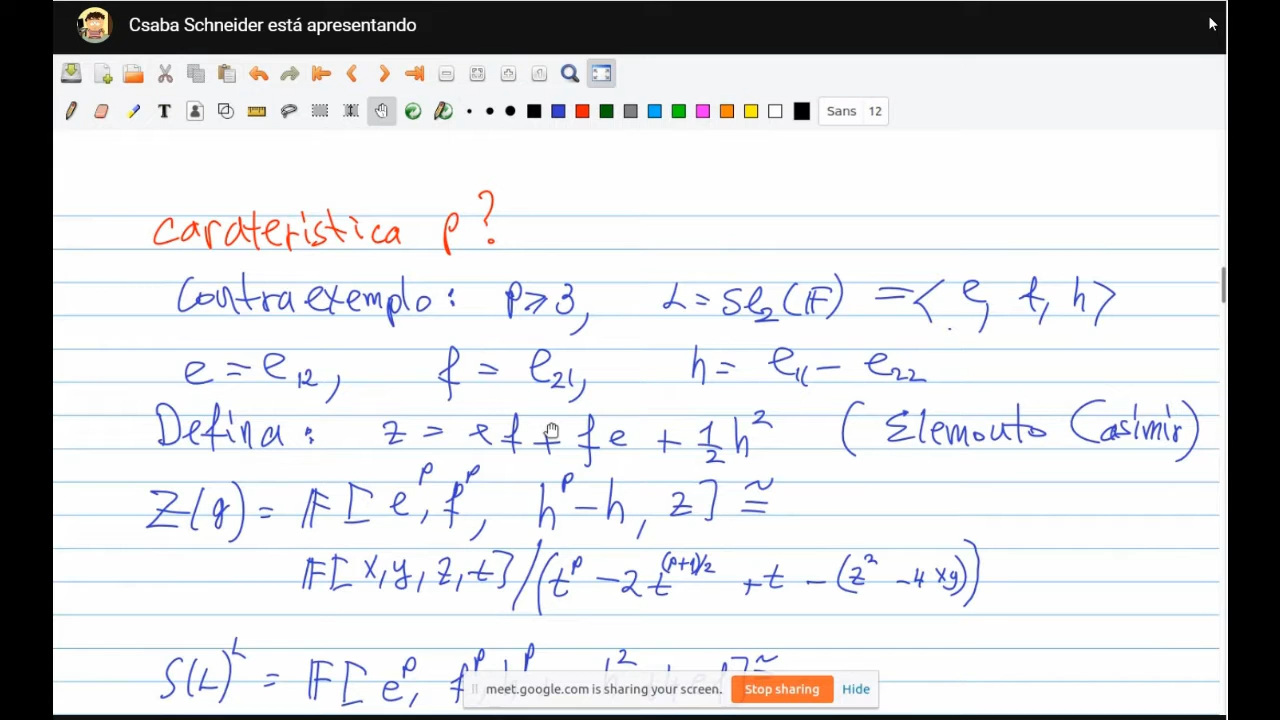 Csaba Schneider está apresentando
T
Sans 12
caraterística p?
Contraexemplo: p ≥ 3, L = Sl₂(F) = <e, f, h>
e = e₁₂, f = e₂₁, h = e₁₁ - e₂₂
Defina: z = ef + fe + ½h² (Elemento Casimir)
Z(g) = F[e^p, f^p, h^p - h, z] ≅
F[x, y, z, t] / (t^p - 2t^{(p+1)/2} + t - (z² - 4xy))
S(L)^L = F[e^p, f^p,
meet.google.com is sharing your screen. Stop sharing Hide